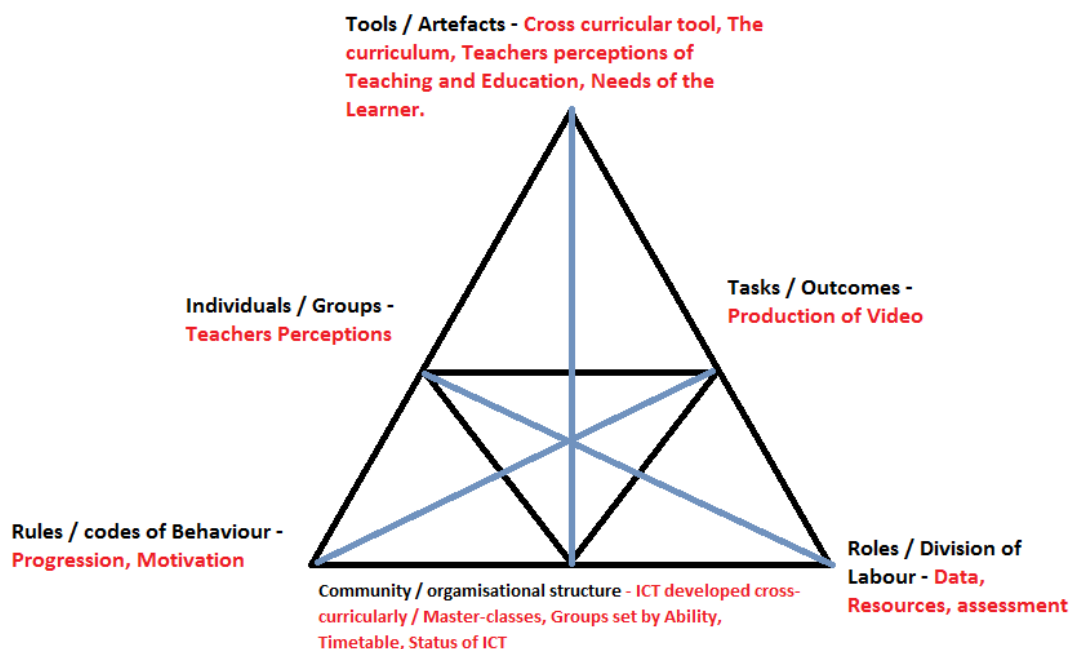 Tools / Artefacts - Cross curricular tool, The
curriculum, Teachers perceptions of
Teaching and Education, Needs of the
Learner.
Individuals / Groups -
Teachers Perceptions
Tasks / Outcomes -
Production of Video
Rules / codes of Behaviour -
Progression, Motivation
Community / organisational structure - ICT developed cross-
curricularly / Master-classes, Groups set by Ability,
Timetable, Status of ICT
Roles / Division of
Labour - Data,
Resources, assessment